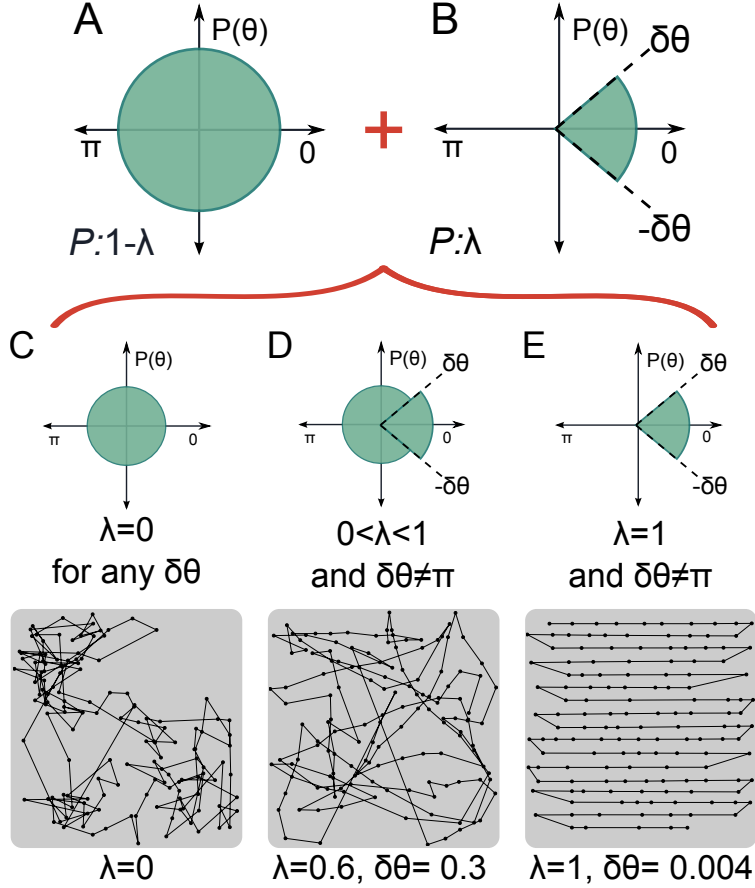 A P(θ) B P(θ) δθ
+
π 0 π 0
-δθ
P:1-λ P:λ
C D E
P(θ) P(θ) δθ P(θ) δθ
π 0 π 0 π 0
-δθ -δθ
λ=0 0<λ<1 λ=1
for any δθ and δθ≠π and δθ≠π
λ=0 λ=0.6, δθ= 0.3 λ=1, δθ= 0.004